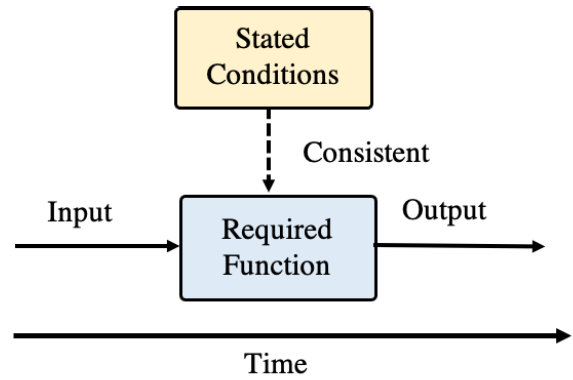 Stated
Conditions
Consistent
Input
Required
Function
Output
Time